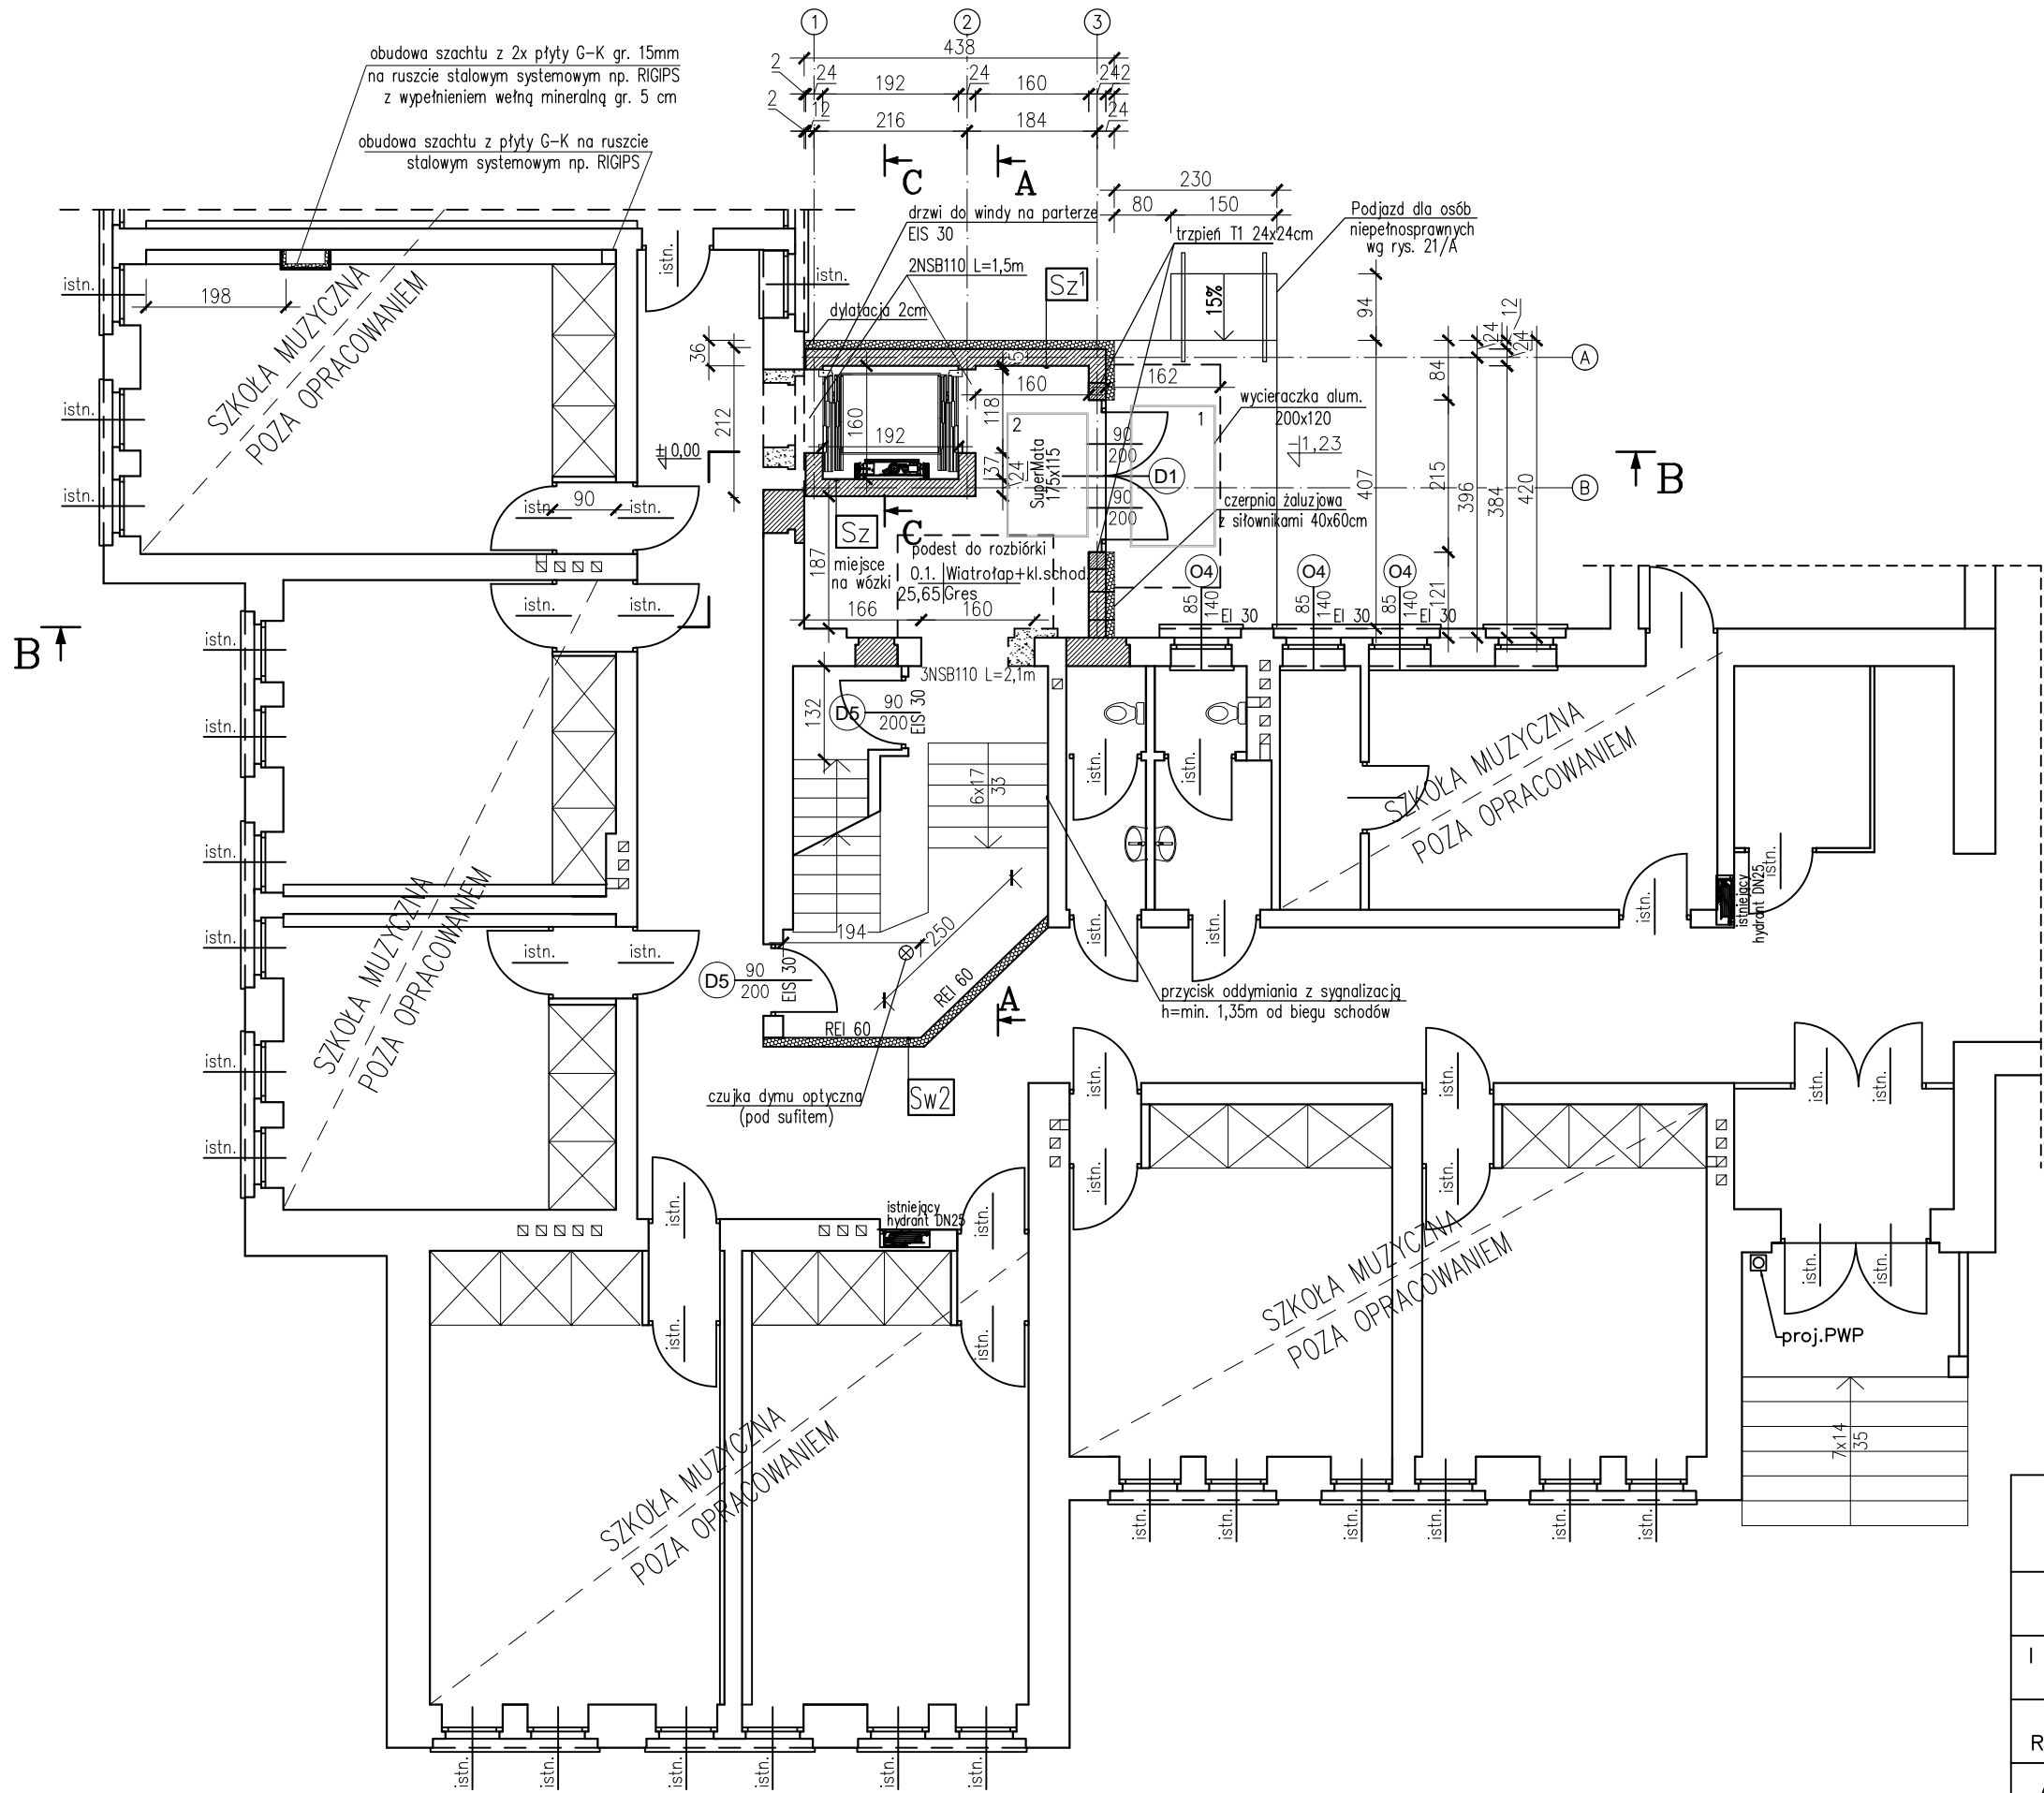 1
2
3
438
2
24
192
24
160
242
2
12
216
184
24
obudowa szachtu z 2x płyty G-K gr. 15mm
na ruszcie stalowym systemowym np. RIGIPS
z wypełnieniem wełną mineralną gr. 5 cm
obudowa szachtu z płyty G-K na ruszcie
stalowym systemowym np. RIGIPS
C
A
230
80
150
drzwi do windy na parterze
EIS 30
trzpień T1 24x24cm
Podjazd dla osób
niepełnosprawnych
wg rys. 21/A
2NSB110 L=1,5m
Sz1
15%
dylatacja 2cm
94
24
12
24
istn.
istn.
istn.
198
SZKOŁA MUZYCZNA
POZA OPRACOWANIEM
36
212
±0,00
A
84
160
162
118
160
192
37
24
2
SuperMata
175x115
1
wycieraczka alum.
200x120
-1,23
90
200
D1
90
200
407
215
396
384
420
B
B
czerpnia żaluzjowa
z siłownikami 40x60cm
istn.
istn.
istn.
90
istn.
Sz
C
187
miejsce
na wózki
podest do rozbiórki
0.1. Wiatrołap+kl.schod
25,65 Gres
166
160
O4
O4
O4
85
140
EI 30
85
140
EI 30
85
140
EI 30
121
istn.
istn.
B
istn.
3NSB110 L=2,1m
132
D5
90
200
EIS 30
istn.
6x17
33
istn.
istn.
SZKOŁA MUZYCZNA
POZA OPRACOWANIEM
istn.
istn.
istniejący
hydrant DN25
istn.
istn.
istn.
istn.
istn.
istn.
194
250
D5
90
200
EIS 30
REI 60
REI 60
A
przycisk oddymiania z sygnalizacją
h=min. 1,35m od biegu schodów
SZKOŁA MUZYCZNA
POZA OPRACOWANIEM
istn.
istn.
czujka dymu optyczna
(pod sufitem)
Sw2
istn.
istn.
istn.
istn.
istn.
istn.
istn.
istn.
istniejący
hydrant DN25
istn.
istn.
istn.
SZKOŁA MUZYCZNA
POZA OPRACOWANIEM
istn.
istn.
proj.PWP
SZKOŁA MUZYCZNA
POZA OPRACOWANIEM
7x14
35
istn.
istn.
istn.
istn.
istn.
istn.
istn.
istn.
istn.
istn.
istn.
istn.
I
R